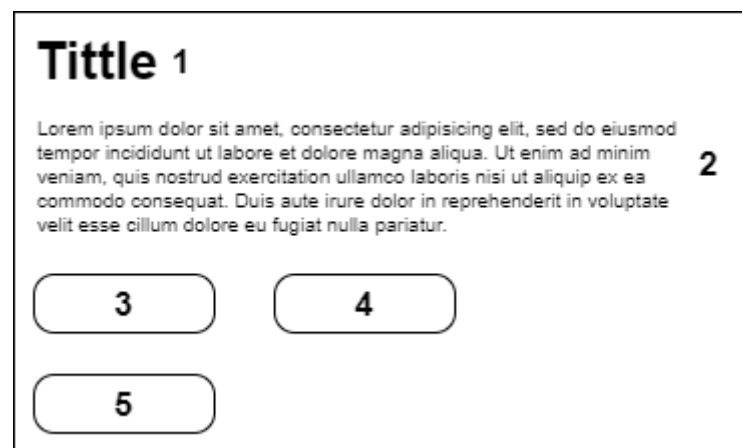 Tittle 1
Lorem ipsum dolor sit amet, consectetur adipisicing elit, sed do eiusmod
tempor incididunt ut labore et dolore magna aliqua. Ut enim ad minim
veniam, quis nostrud exercitation ullamco laboris nisi ut aliquip ex ea
commodo consequat. Duis aute irure dolor in reprehenderit in voluptate
velit esse cillum dolore eu fugiat nulla pariatur.
2
3 4
5